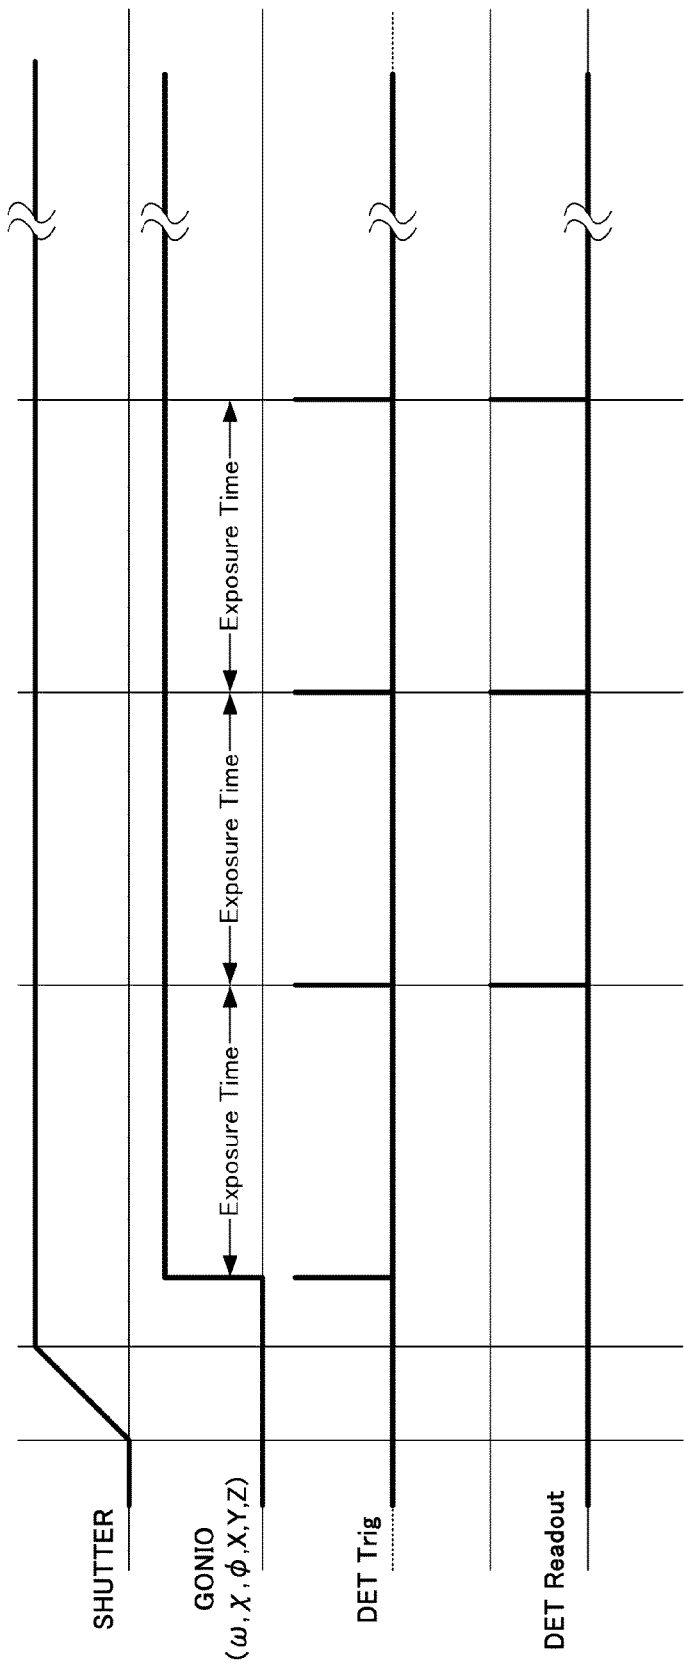 SHUTTER
GONIO
(ω,χ,ϕ,X,Y,Z)
Exposure Time
Exposure Time
Exposure Time
DET Trig
DET Readout